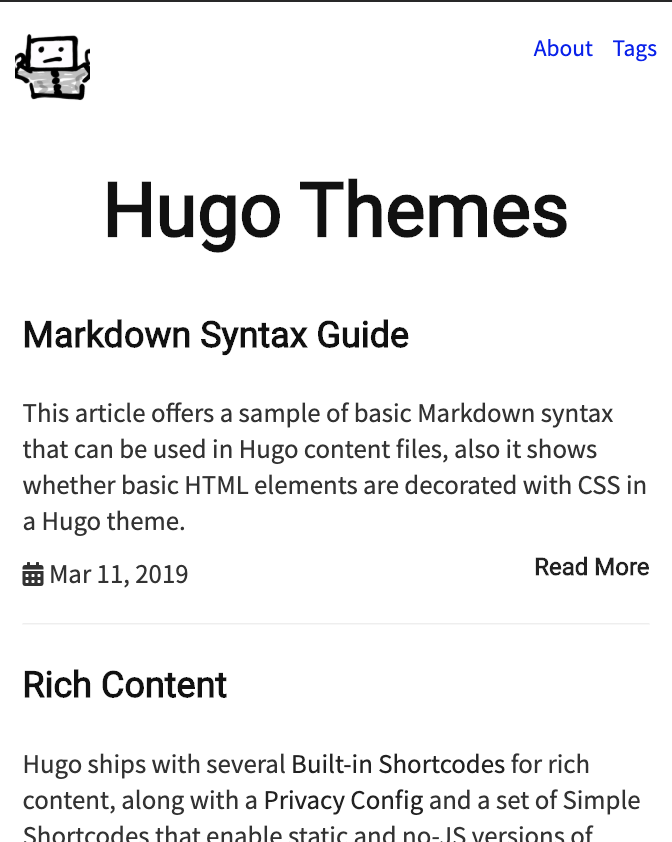 About Tags
Hugo Themes
Markdown Syntax Guide
This article offers a sample of basic Markdown syntax
that can be used in Hugo content files, also it shows
whether basic HTML elements are decorated with CSS in
a Hugo theme.
Mar 11, 2019 Read More
Rich Content
Hugo ships with several Built-in Shortcodes for rich
content, along with a Privacy Config and a set of Simple
Shortcodes that enable static and no-JS versions of